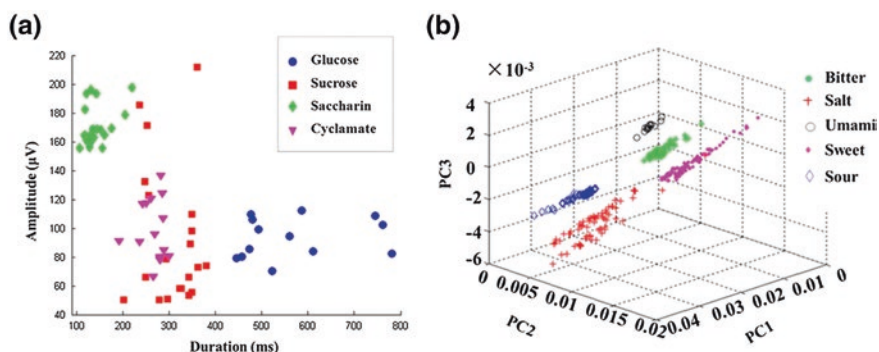 (a)
220
200
180
160
140
120
100
80
60
40
Amplitude (µV)
100 200 300 400 500 600 700 800
Duration (ms)
Glucose
Sucrose
Saccharin
Cyclamate
(b)
×10⁻³
4
2
0
-2
-4
-6
PC3
0
0.005
0.01
0.015
0.02
PC2
0.04
0.03
0.02
0.01
0
PC1
Bitter
Salt
Umamii
Sweet
Sour